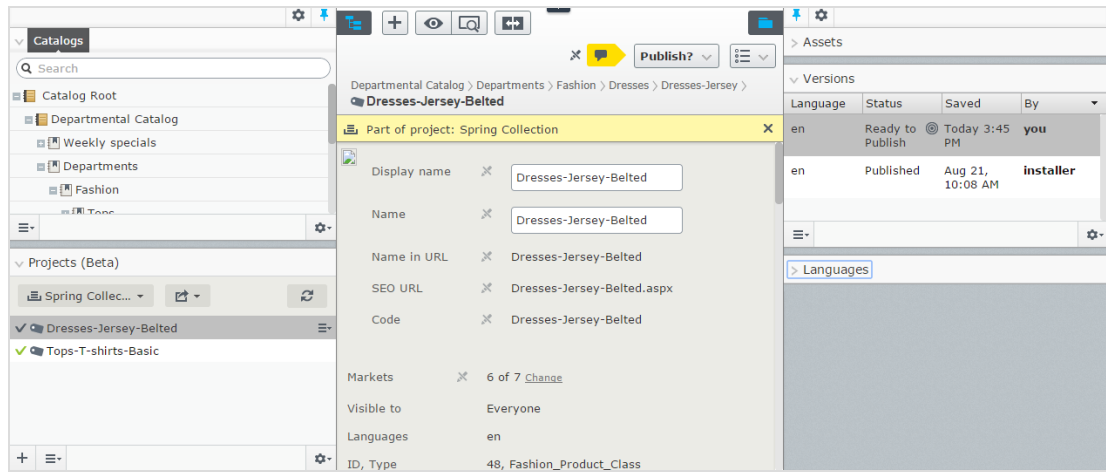 Catalogs
Search
Catalog Root
Departmental Catalog
Weekly specials
Departments
Fashion
Tops
Projects (Beta)
Spring Collec...
Dresses-Jersey-Belted
Tops-T-shirts-Basic
Publish?
Departmental Catalog > Departments > Fashion > Dresses > Dresses-Jersey >
Dresses-Jersey-Belted
Part of project: Spring Collection
Display name Dresses-Jersey-Belted
Name Dresses-Jersey-Belted
Name in URL Dresses-Jersey-Belted
SEO URL Dresses-Jersey-Belted.aspx
Code Dresses-Jersey-Belted
Markets 6 of 7 Change
Visible to Everyone
Languages en
ID, Type 48, Fashion_Product_Class
Assets
Versions
Language Status Saved By
en Ready to Today 3:45 you
Publish PM
en Published Aug 21, installer
10:08 AM
Languages